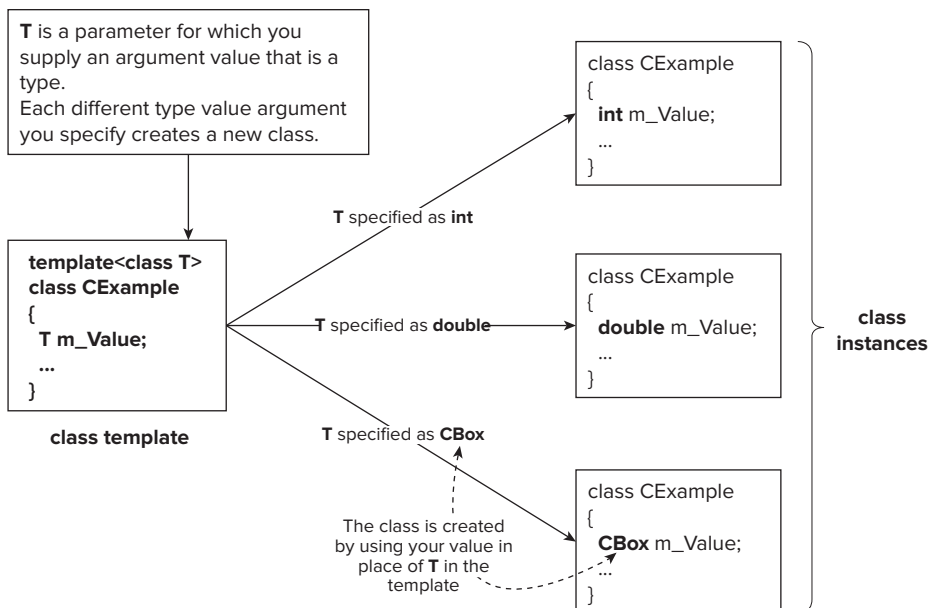 T is a parameter for which you
supply an argument value that is a
type.
Each different type value argument
you specify creates a new class.
template<class T>
class CExample
{
T m_Value;
...
}
class template
T specified as int
T specified as double
T specified as CBox
The class is created
by using your value in
place of T in the
template
class CExample
{
int m_Value;
...
}
class CExample
{
double m_Value;
...
}
class CExample
{
CBox m_Value;
...
}
class
instances